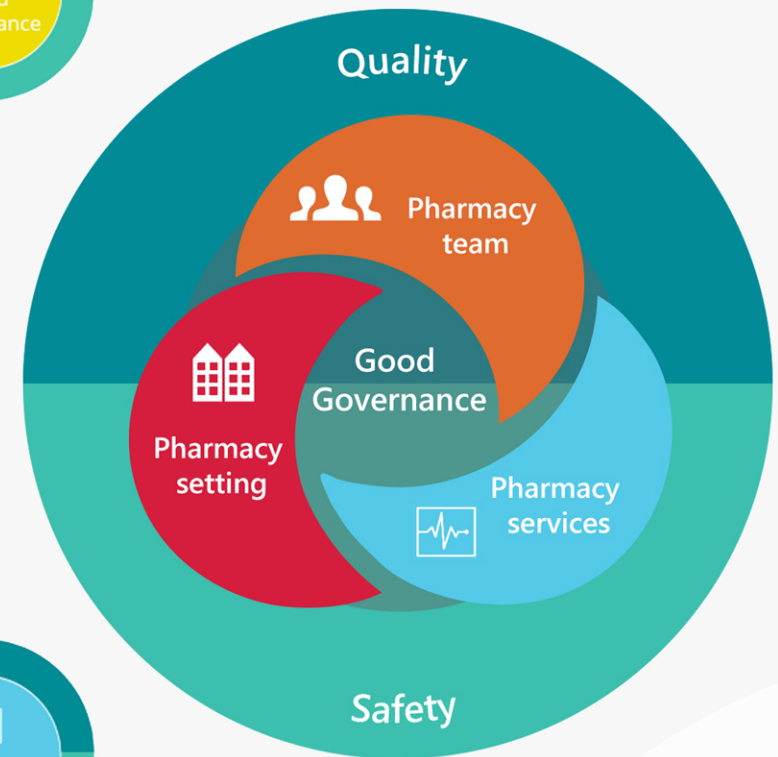 Quality
Pharmacy
team
Good
Governance
Pharmacy
setting
Pharmacy
services
Safety